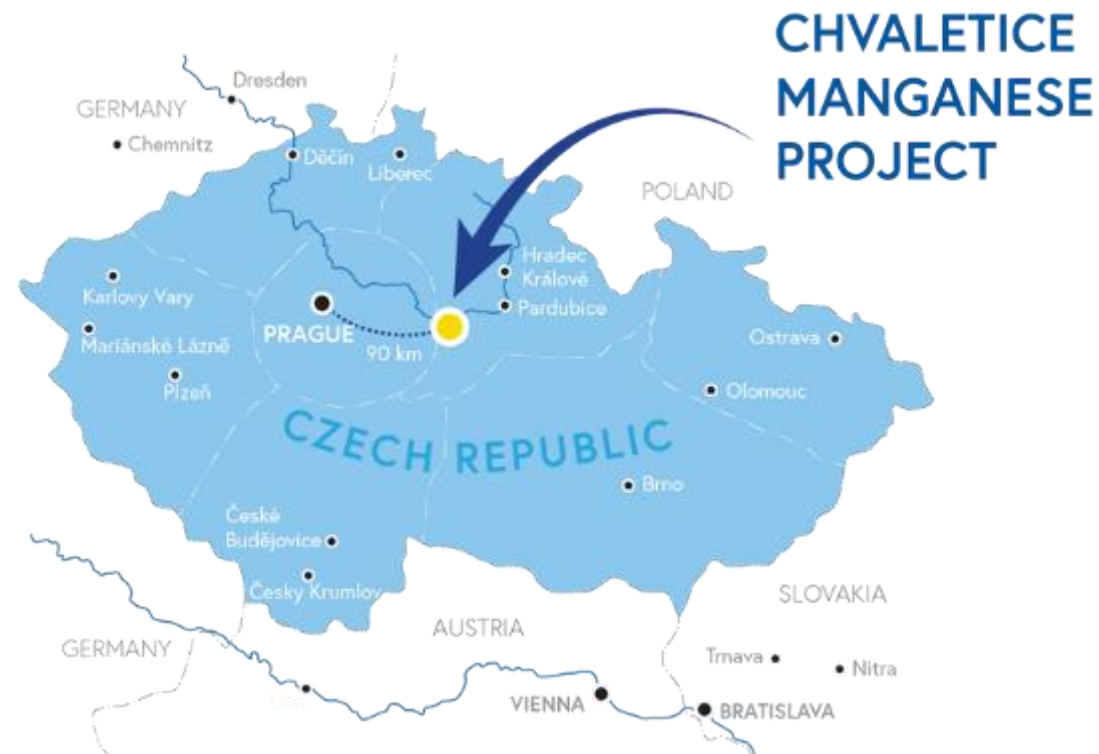 CHVALETICE
MANGANESE
PROJECT
Dresden
GERMANY
Chemnitz
Děčín
Liberec
POLAND
Hradec
Králové
Karlovy Vary
Pardubice
PRAGUE
Mariánské Lázně
90 km
Ostrava
Plzeň
Olomouc
CZECH REPUBLIC
Brno
České
Budějovice
Česky Krumlov
SLOVAKIA
AUSTRIA
GERMANY
Trnava
Nitra
VIENNA
BRATISLAVA